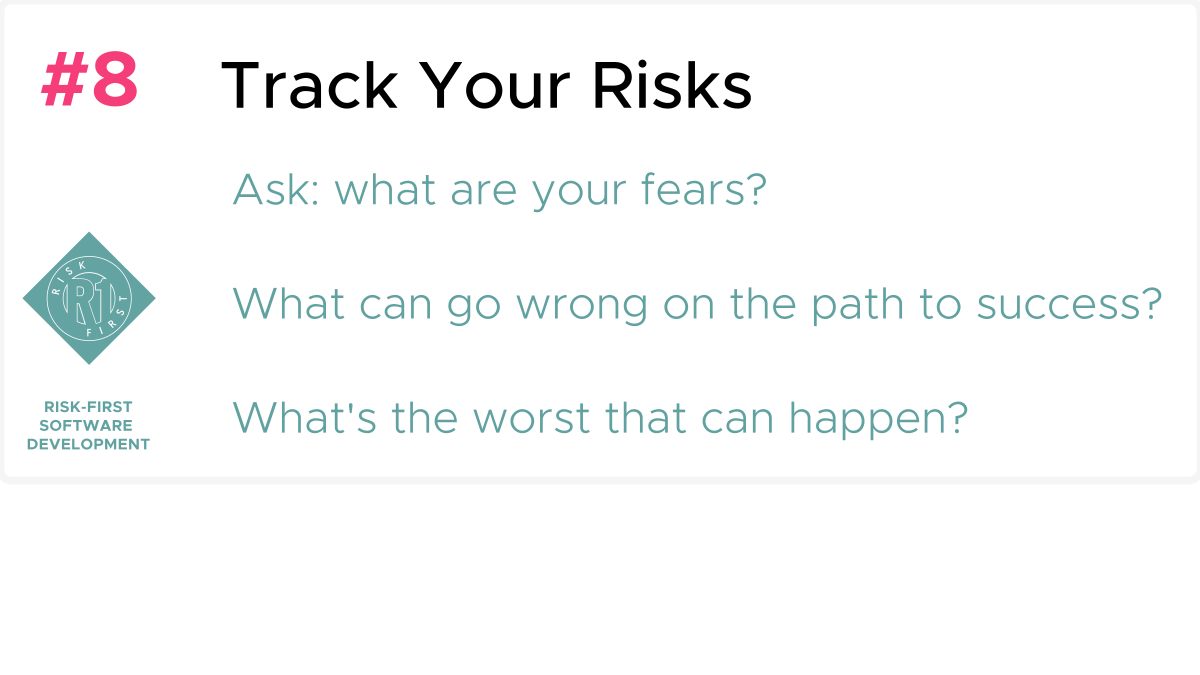 #8
Track Your Risks
Ask: what are your fears?
What can go wrong on the path to success?
What's the worst that can happen?
RISK
R1
FIRST
RISK-FIRST
SOFTWARE
DEVELOPMENT